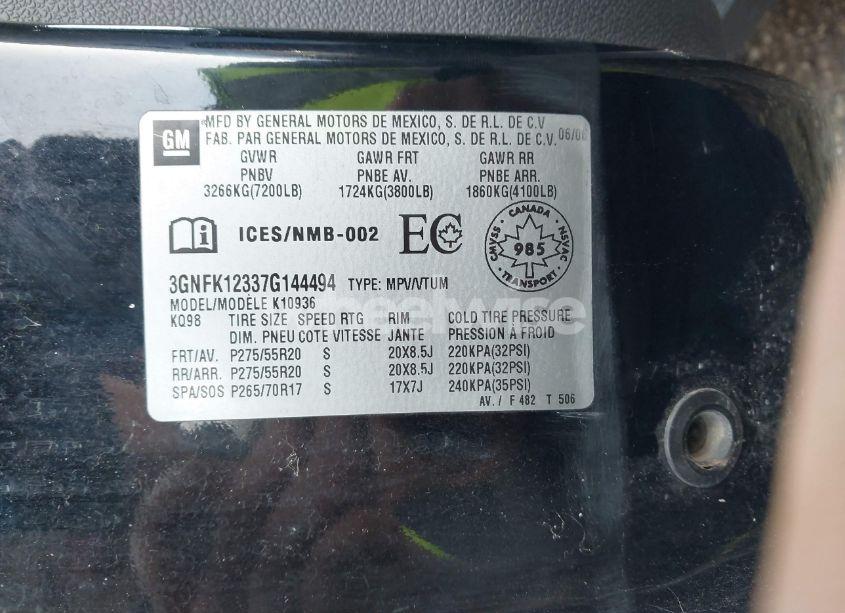 GM
MFD BY GENERAL MOTORS DE MEXICO, S. DE R.L. DE C.V
FAB. PAR GENERAL MOTORS DE MEXICO, S. DE R.L. DE C.V. 06/06
GVWR GAWR FRT GAWR RR
PNBV PNBE AV. PNBE ARR.
3266KG(7200LB) 1724KG(3800LB) 1860KG(4100LB)
i ICES/NMB-002 EC
CANADA
CMVSS 985 NSVAC
TRANSPORT
3GNFK12337G144494 TYPE: MPV/VTUM
MODEL/MODÈLE K10936
KQ98 TIRE SIZE SPEED RTG RIM COLD TIRE PRESSURE
DIM. PNEU COTE VITESSE JANTE PRESSION À FROID
FRT/AV. P275/55R20 S 20X8.5J 220KPA(32PSI)
RR/ARR. P275/55R20 S 20X8.5J 220KPA(32PSI)
SPA/SOS P265/70R17 S 17X7J 240KPA(35PSI)
AV. / F 482 T 506